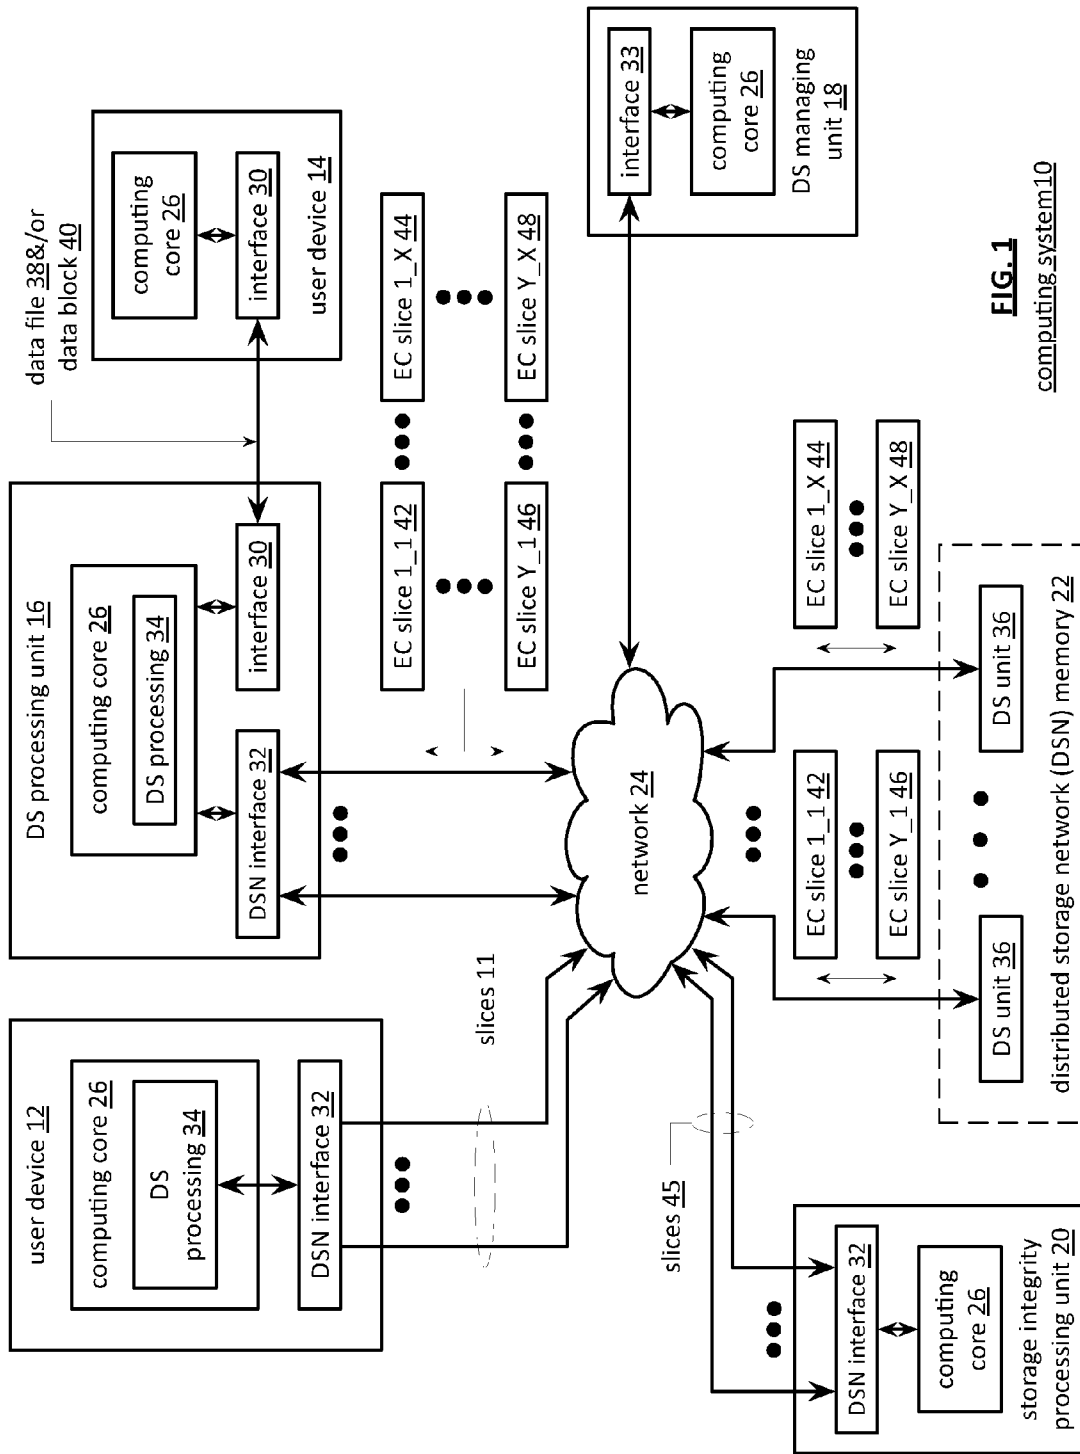 user device 12
computing core 26
DS
processing 34
DSN interface 32
slices 11
DS processing unit 16
computing core 26
DS processing 34
DSN interface 32
interface 30
data file 38&/or
data block 40
computing
core 26
interface 30
user device 14
EC slice 1_1 42
EC slice 1_X 44
EC slice Y_1 46
EC slice Y_X 48
network 24
interface 33
computing
core 26
DS managing
unit 18
slices 45
DSN interface 32
computing
core 26
storage integrity
processing unit 20
EC slice 1_1 42
EC slice Y_1 46
EC slice 1_X 44
EC slice Y_X 48
DS unit 36
DS unit 36
distributed storage network (DSN) memory 22
FIG. 1
computing system10